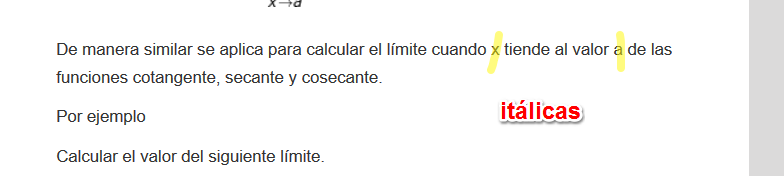 x→a
De manera similar se aplica para calcular el límite cuando x tiende al valor a de las
funciones cotangente, secante y cosecante.
Por ejemplo
itálicas
Calcular el valor del siguiente límite.